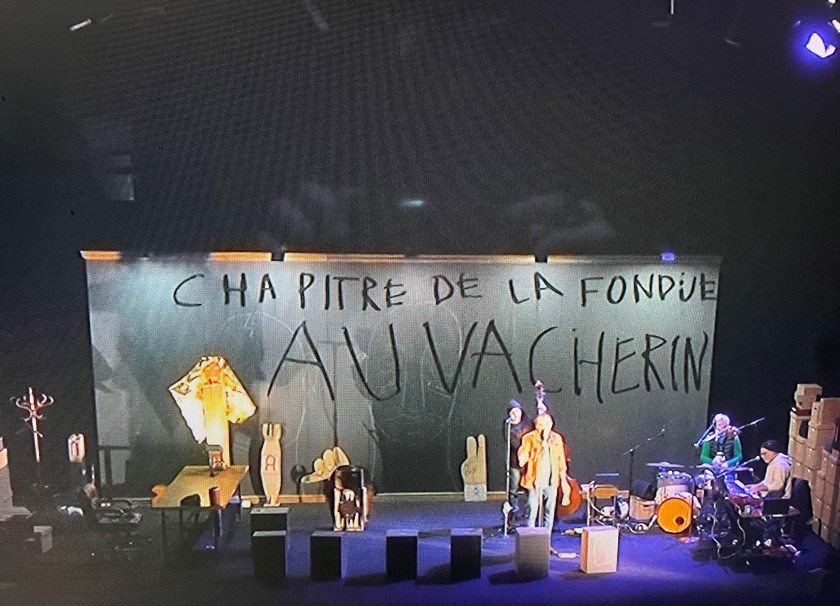 CHAPITRE DE LA FONDUE
AU VACHERIN
A